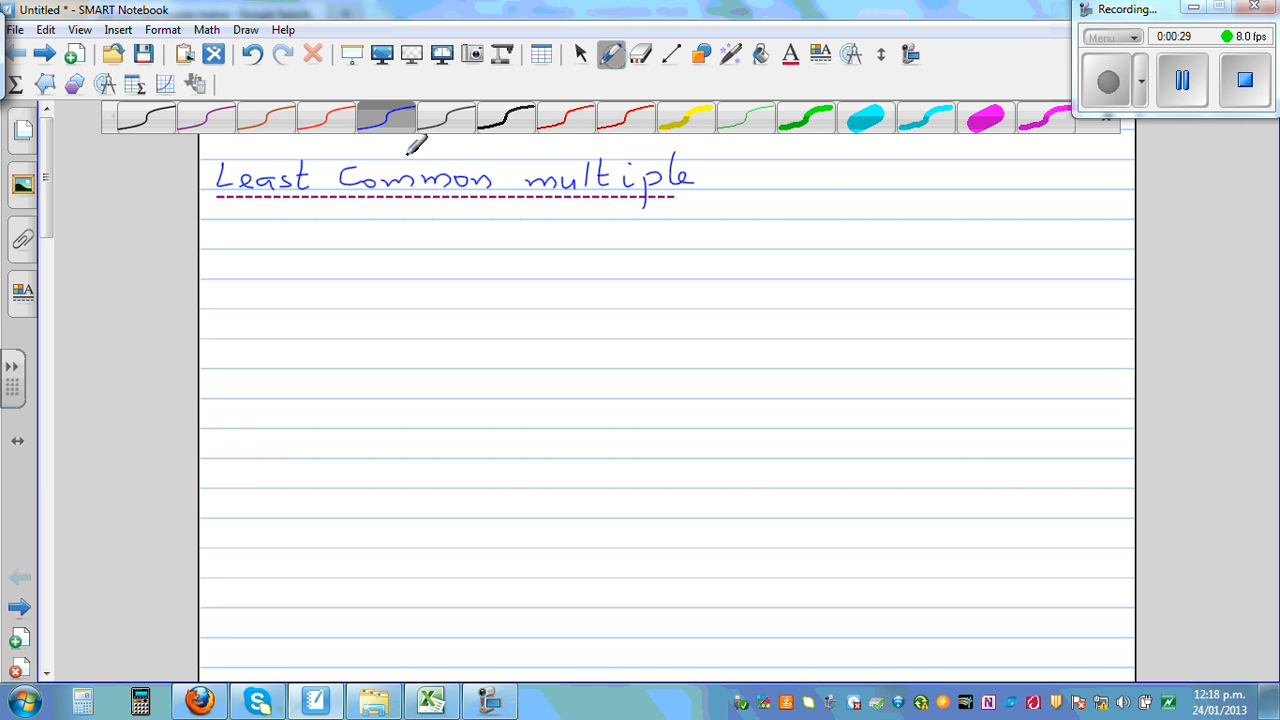 Untitled * - SMART Notebook
Recording...
File Edit View Insert Format Math Draw Help
Menu
0:00:29
8.0 fps
Least Common multiple
12:18 p.m.
24/01/2013